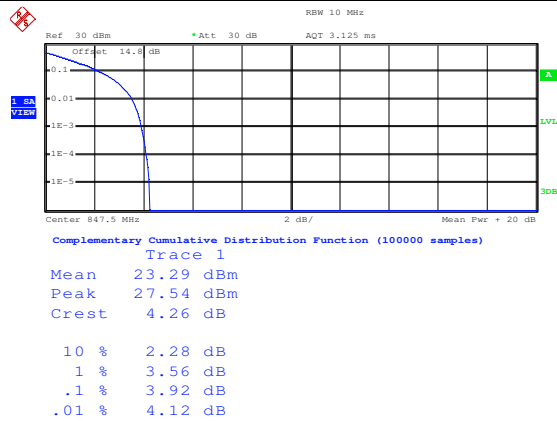 RBW 10 MHz
Ref 30 dBm *Att 30 dB AQT 3.125 ms
Offset 14.8 dB
0.1
0.01
1E-3
1E-4
1E-5
R S
1 SA
VIEW
A
LVL
3DB
Center 847.5 MHz 2 dB/ Mean Pwr + 20 dB
Complementary Cumulative Distribution Function (100000 samples)
Trace 1
Mean 23.29 dBm
Peak 27.54 dBm
Crest 4.26 dB
10 % 2.28 dB
1 % 3.56 dB
.1 % 3.92 dB
.01 % 4.12 dB